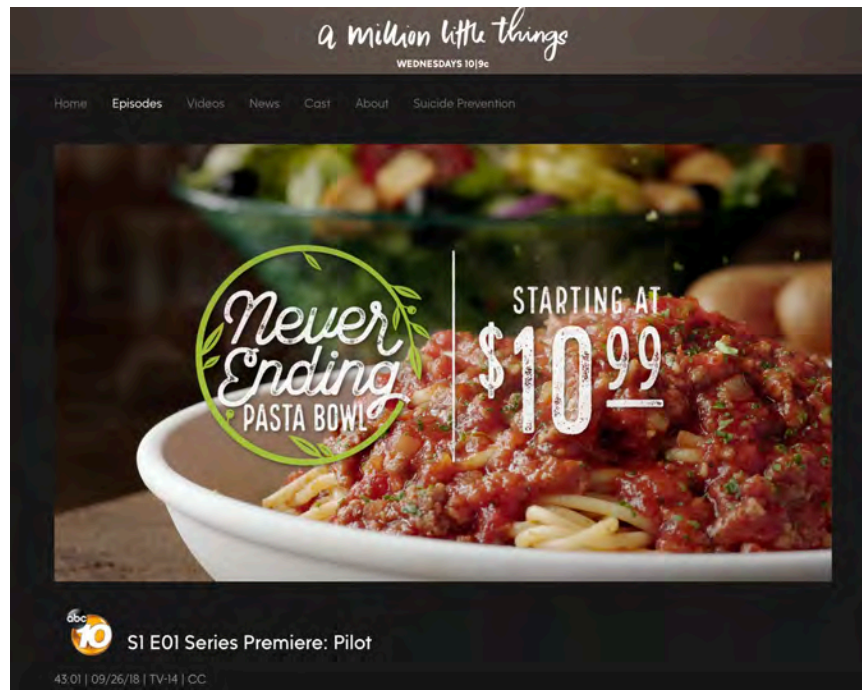 a million little things
WEDNESDAYS 10|9c
Home Episodes Videos News Cast About Suicide Prevention
Never
Ending
PASTA BOWL
STARTING AT
$10.99
abc
10
S1 E01 Series Premiere: Pilot
43:01 | 09/26/18 | TV-14 | CC